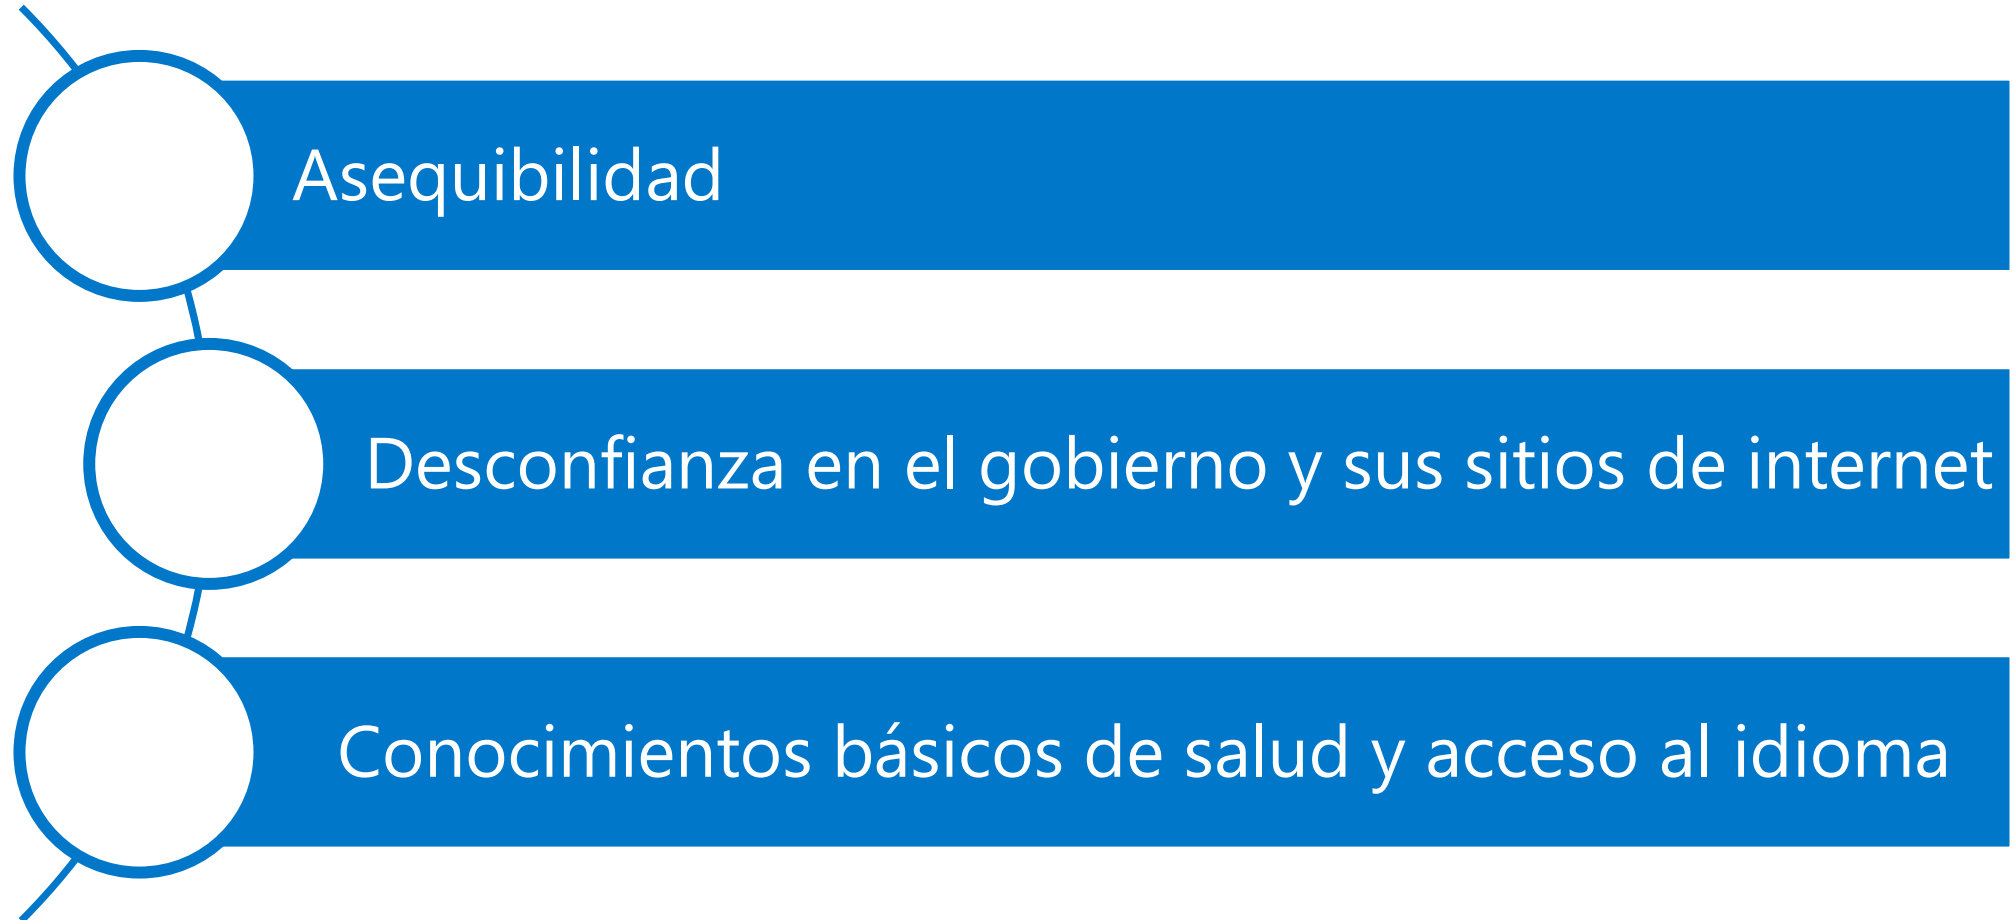 Asequibilidad
Desconfianza en el gobierno y sus sitios de internet
Conocimientos básicos de salud y acceso al idioma